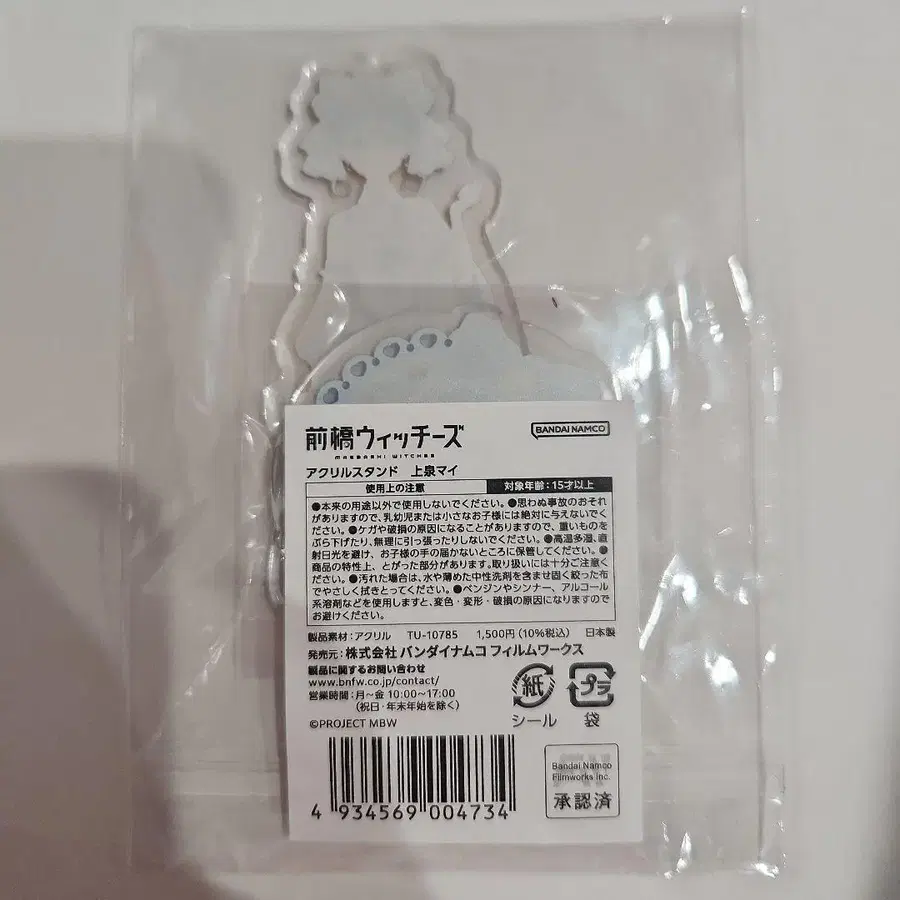 前橋ウィッチーズ
MAEBASHI WITCHES
BANDAI NAMCO
アクリルスタンド　上泉マイ
使用上の注意
対象年齢：15才以上
●本来の用途以外で使用しないでください。●思わぬ事故のおそれ
がありますので、乳幼児または小さなお子様には絶対に与えないでく
ださい。●ケガや破損の原因になることがありますので、重いものを
ぶら下げたり、無理に引っ張ったりしないでください。●高温多湿、直
射日光を避け、お子様の手の届かないところに保管してください。●
商品の特性上、とがった部分があります。取り扱いには十分ご注意く
ださい。●汚れた場合は、水や薄めた中性洗剤を含ませ固く絞った布
でやさしく拭きとってください。●ベンジンやシンナー、アルコール
系溶剤などを使用しますと、変色・変形・破損の原因になりますので
お避けください。
製品素材：アクリル　TU-10785　1,500円（10%税込）　日本製
発売元：株式会社 バンダイナムコ フィルムワークス
製品に関するお問い合わせ
www.bnfw.co.jp/contact/
営業時間：月～金 10:00～17:00
（祝日・年末年始を除く）
©PROJECT MBW
紙
シール
プラ
袋
4 934569 004734
Bandai Namco
Filmworks Inc.
承認済